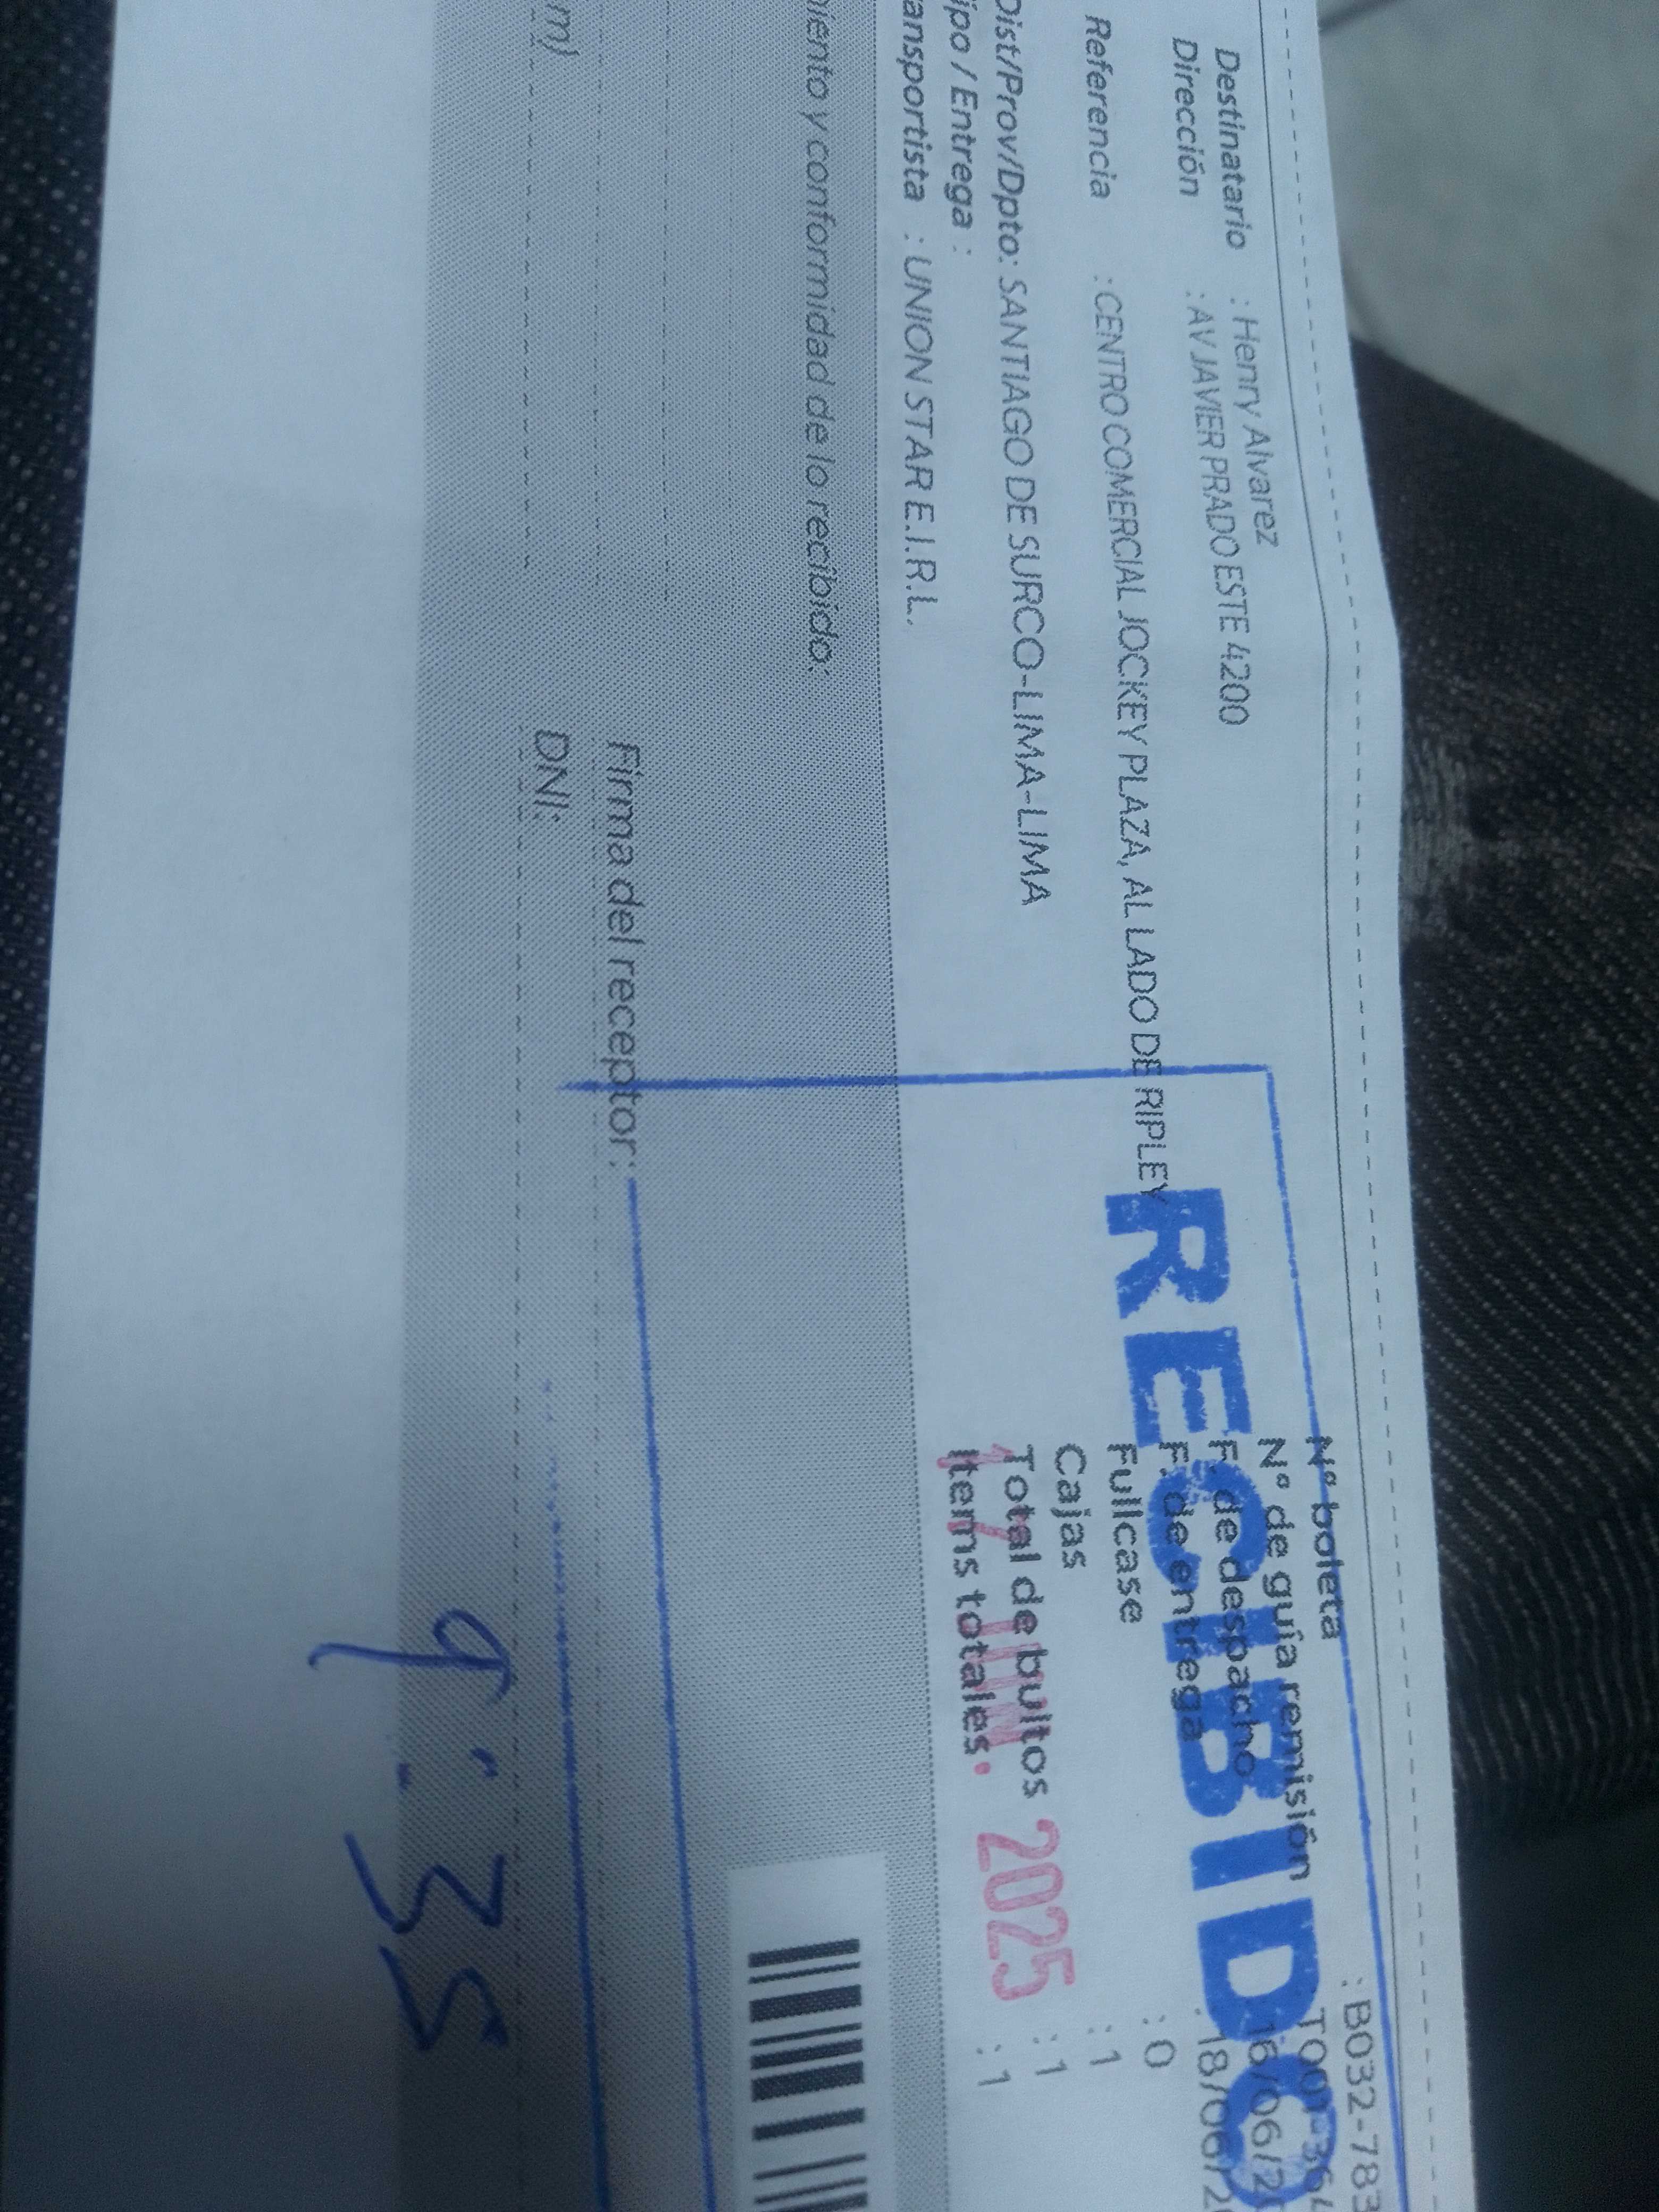 Destinatario : Henry Alvarez
Dirección : AV JAVIER PRADO ESTE 4200
Referencia : CENTRO COMERCIAL JOCKEY PLAZA, AL LADO DE RIPLEY
Dist/Prov/Dpto: SANTIAGO DE SURCO-LIMA-LIMA
ipo / Entrega :
ansportista : UNION STAR E.I.R.L.
N° boleta : B032-783
N° de guía remisión T001-364
F. de despacho 16/06/2
F. de entrega 18/06/2
Fullcase : 0
Cajas : 1
Total de bultos : 1
Items totales. : 1
RECIBIDO
17 JUN. 2025
iento y conformidad de lo recibido.
Firma del receptor:
m)
DNI:
9:35